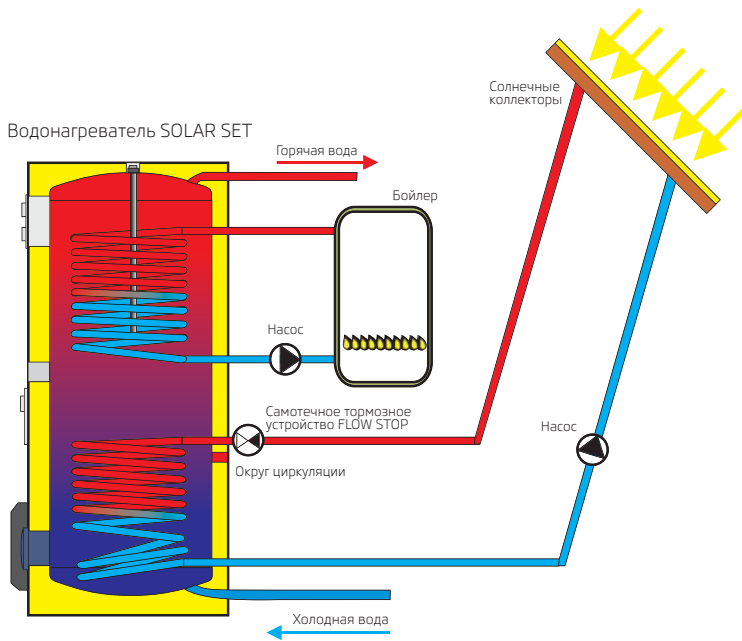 Солнечные
коллекторы
Водонагреватель SOLAR SET
Горячая вода
Бойлер
Насос
Самотечное тормозное
устройство FLOW STOP
Насос
Округ циркуляции
Холодная вода